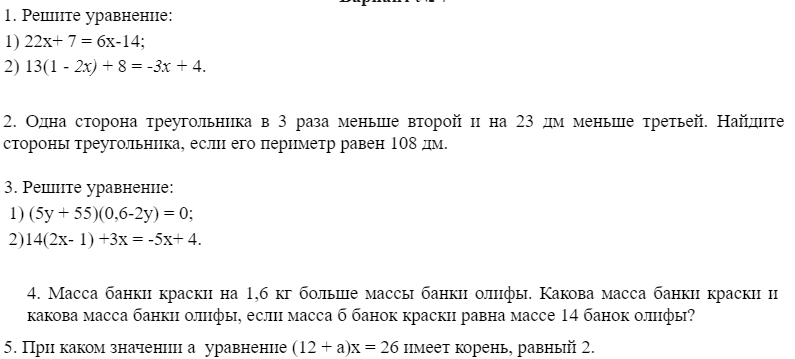 1. Решите уравнение:
1) 22x+ 7 = 6x-14;
2) 13(1 - 2x) + 8 = -3x + 4.
2. Одна сторона треугольника в 3 раза меньше второй и на 23 дм меньше третьей. Найдите
стороны треугольника, если его периметр равен 108 дм.
3. Решите уравнение:
1) (5y + 55)(0,6-2y) = 0;
2)14(2x- 1) +3x = -5x+ 4.
4. Масса банки краски на 1,6 кг больше массы банки олифы. Какова масса банки краски и
какова масса банки олифы, если масса б банок краски равна массе 14 банок олифы?
5. При каком значении а уравнение (12 + а)х = 26 имеет корень, равный 2.